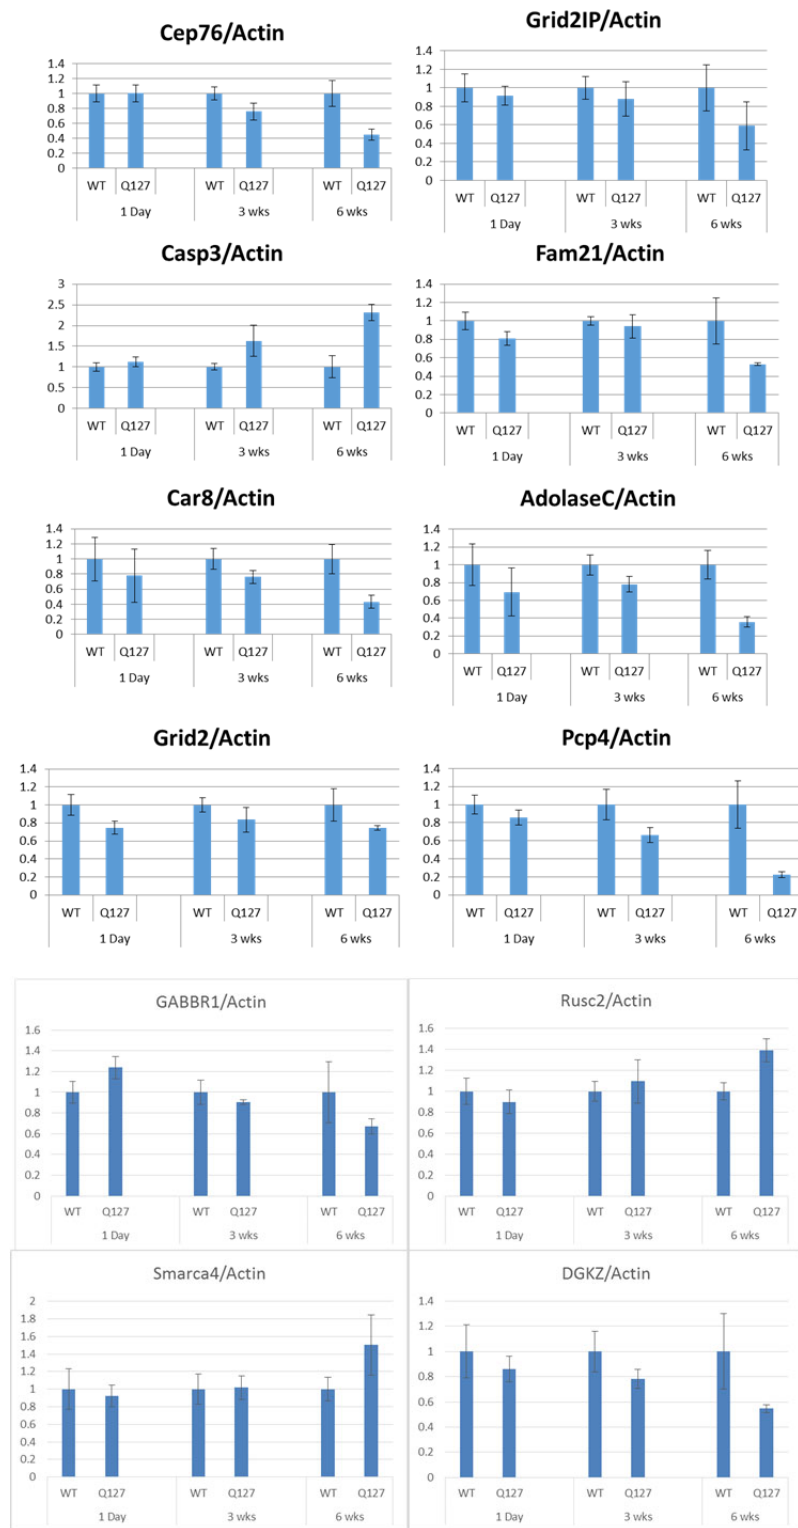 Cep76/Actin
1.4
1.2
1
0.8
0.6
0.4
0.2
0
WT Q127 WT Q127 WT Q127
1 Day 3 wks 6 wks
Grid2IP/Actin
1.4
1.2
1
0.8
0.6
0.4
0.2
0
WT Q127 WT Q127 WT Q127
1 Day 3 wks 6 wks
Casp3/Actin
3
2.5
2
1.5
1
0.5
0
WT Q127 WT Q127 WT Q127
1 Day 3 wks 6 wks
Fam21/Actin
1.4
1.2
1
0.8
0.6
0.4
0.2
0
WT Q127 WT Q127 WT Q127
1 Day 3 wks 6 wks
Car8/Actin
1.4
1.2
1
0.8
0.6
0.4
0.2
0
WT Q127 WT Q127 WT Q127
1 Day 3 wks 6 wks
AdolaseC/Actin
1.4
1.2
1
0.8
0.6
0.4
0.2
0
WT Q127 WT Q127 WT Q127
1 Day 3 wks 6 wks
Grid2/Actin
1.4
1.2
1
0.8
0.6
0.4
0.2
0
WT Q127 WT Q127 WT Q127
1 Day 3 wks 6 wks
Pcp4/Actin
1.4
1.2
1
0.8
0.6
0.4
0.2
0
WT Q127 WT Q127 WT Q127
1 Day 3 wks 6 wks
GABBR1/Actin
1.6
1.4
1.2
1
0.8
0.6
0.4
0.2
0
WT Q127 WT Q127 WT Q127
1 Day 3 wks 6 wks
Rusc2/Actin
1.6
1.4
1.2
1
0.8
0.6
0.4
0.2
0
WT Q127 WT Q127 WT Q127
1 Day 3 wks 6 wks
Smarca4/Actin
2
1.8
1.6
1.4
1.2
1
0.8
0.6
0.4
0.2
0
WT Q127 WT Q127 WT Q127
1 Day 3 wks 6 wks
DGKZ/Actin
1.4
1.2
1
0.8
0.6
0.4
0.2
0
WT Q127 WT Q127 WT Q127
1 Day 3 wks 6 wks